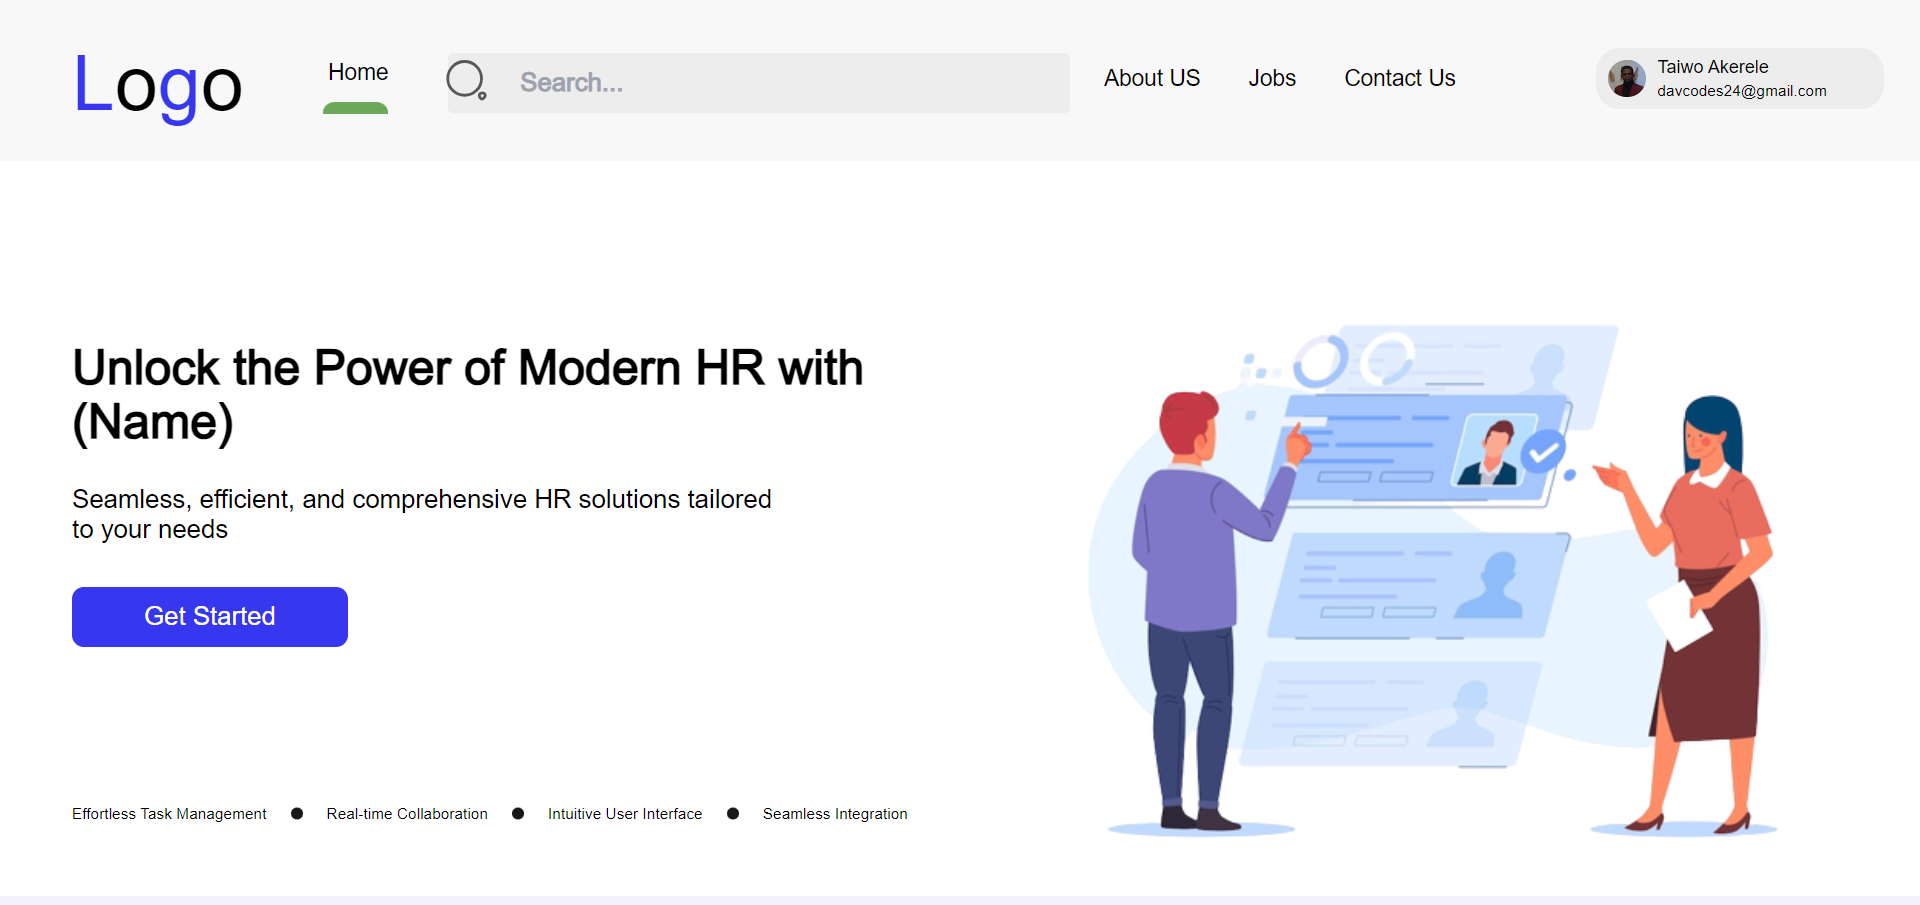 Logo
Home
Search...
About US
Jobs
Contact Us
Taiwo Akerele
davcodes24@gmail.com
Unlock the Power of Modern HR with
(Name)
Seamless, efficient, and comprehensive HR solutions tailored
to your needs
Get Started
Effortless Task Management
Real-time Collaboration
Intuitive User Interface
Seamless Integration